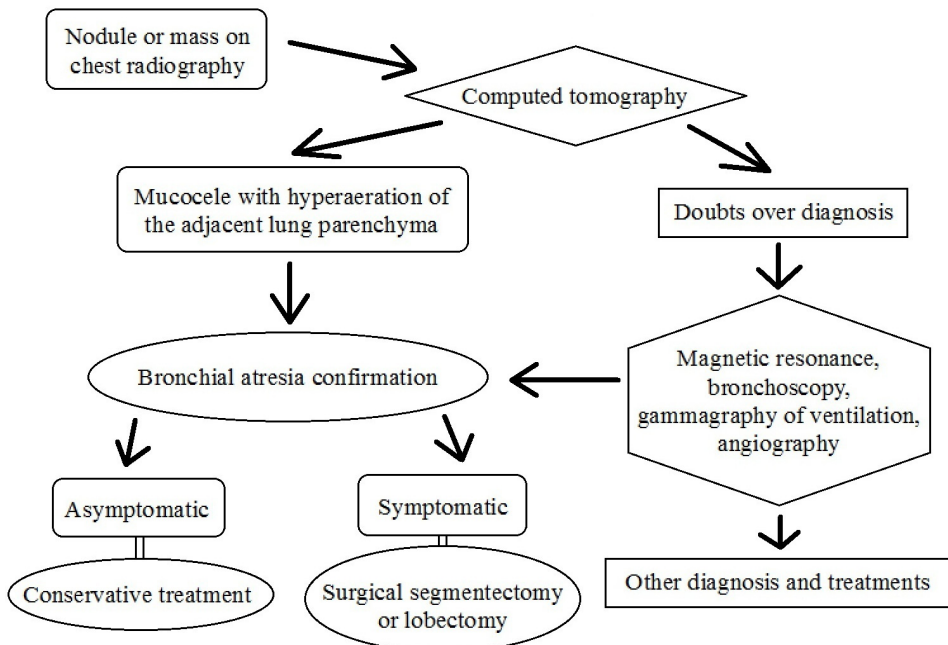 Nodule or mass on
chest radiography
Computed tomography
Mucocele with hyperaeration of
the adjacent lung parenchyma
Doubts over diagnosis
Magnetic resonance,
bronchoscopy,
gammagraphy of ventilation,
angiography
Bronchial atresia confirmation
Asymptomatic
Symptomatic
Conservative treatment
Surgical segmentectomy
or lobectomy
Other diagnosis and treatments